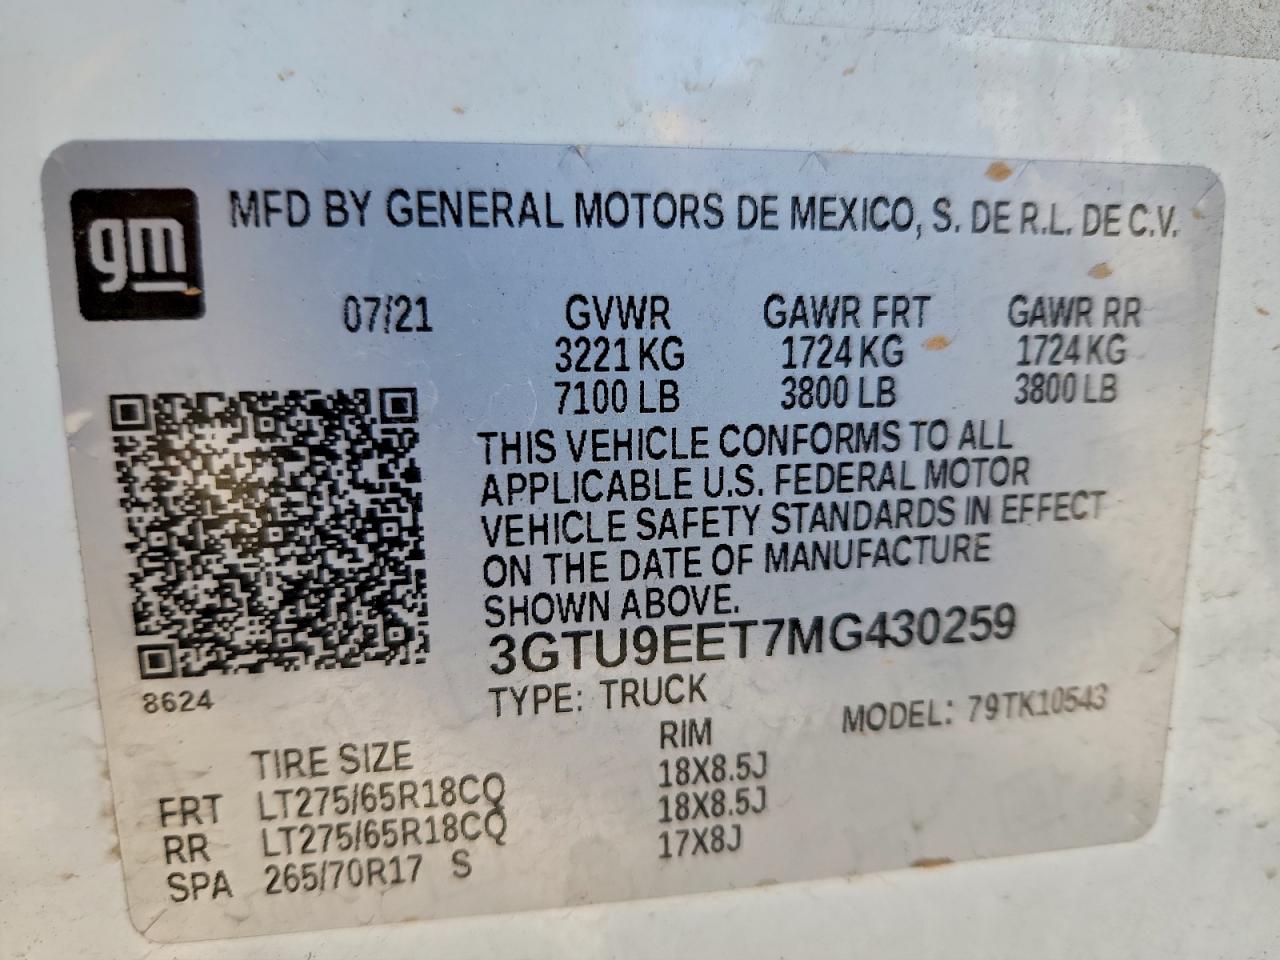 gm
MFD BY GENERAL MOTORS DE MEXICO, S. DE R.L. DE C.V.
07/21 GVWR GAWR FRT GAWR RR
3221 KG 1724 KG 1724 KG
7100 LB 3800 LB 3800 LB
THIS VEHICLE CONFORMS TO ALL
APPLICABLE U.S. FEDERAL MOTOR
VEHICLE SAFETY STANDARDS IN EFFECT
ON THE DATE OF MANUFACTURE
SHOWN ABOVE.
3GTU9EET7MG430259
8624
TYPE: TRUCK MODEL: 79TK10543
TIRE SIZE RIM
FRT LT275/65R18CQ 18X8.5J
RR LT275/65R18CQ 18X8.5J
SPA 265/70R17 S 17X8J